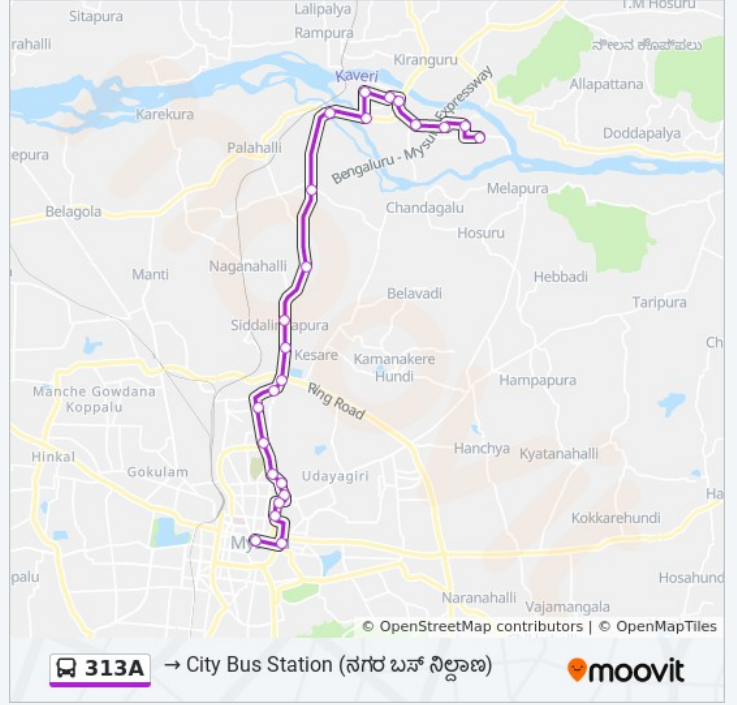 T.M Hosuru
Lalipalya
Sitapura
Rampura
rahalli
Kiranguru
Kaveri
Allapattana
Karekura
Doddapalya
Palahalli
epura
Bengaluru - Mysuru Expressway
Melapura
Chandagalu
Belagola
Hosuru
Naganahalli
Manti
Hebbadi
Belavadi
Taripura
Siddalingapura
Ch
Kesare
Kamanakere
Hundi
Hampapura
Manche Gowdana
Koppalu
Ring Road
Hanchya
Kyatanahalli
Hinkal
Gokulam
Udayagiri
Ha
Kokkarehundi
My
palu
Hosahund
Naranahalli
Vajamangala
© OpenStreetMap contributors | © OpenMapTiles
313A → City Bus Station (ನಗರ ಬಸ್ ನಿಲ್ದಾಣ)
moovit